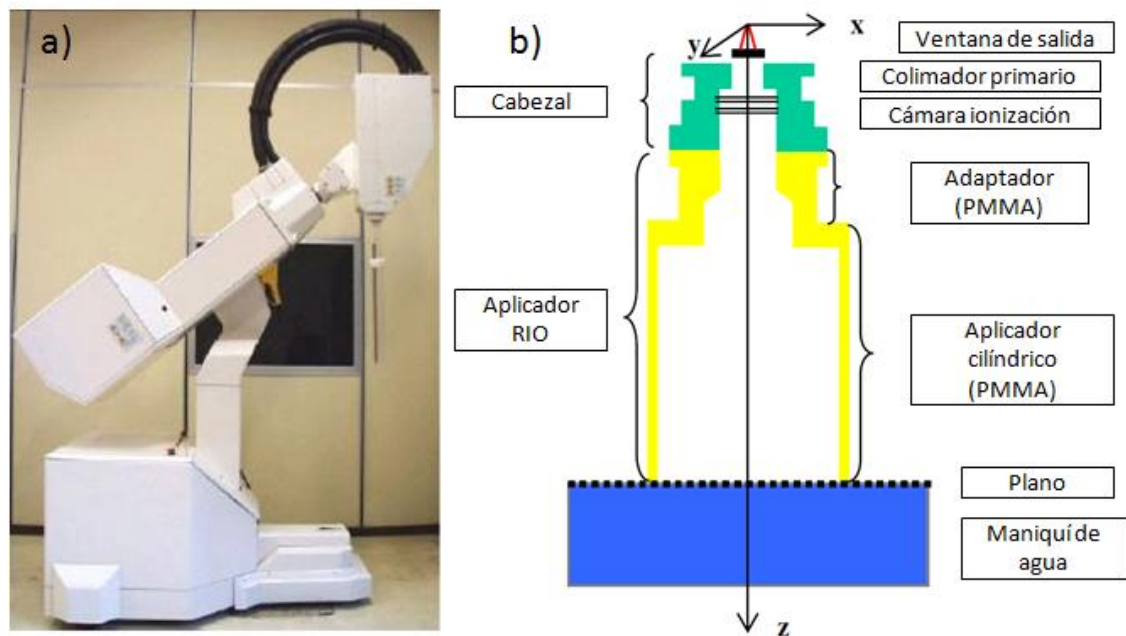 a)
b)
x
y
Ventana de salida
Colimador primario
Cabezal
Cámara ionización
Adaptador
(PMMA)
Aplicador
RIO
Aplicador
cilíndrico
(PMMA)
Plano
Maniquí de
agua
z